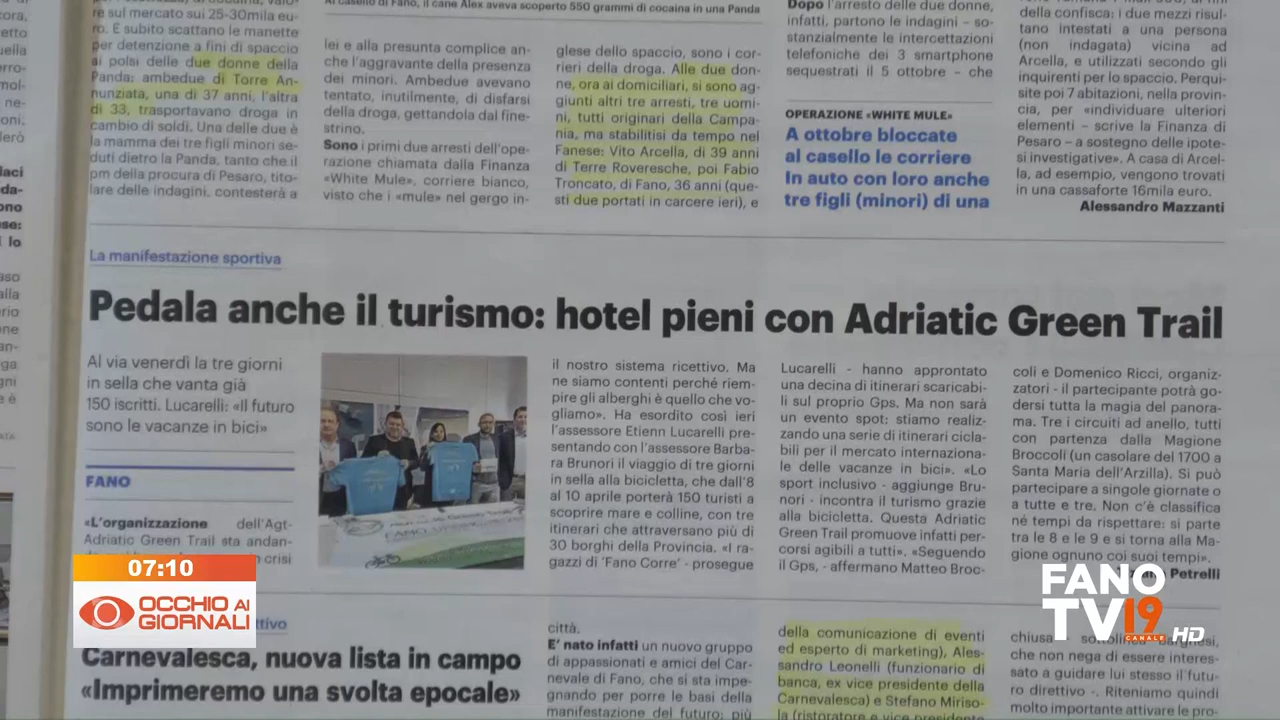 Al casello di Fano, il cane Alex aveva scoperto 550 grammi di cocaina in una Panda
re sul mercato sui 25-30mila eu-
ro. E subito scattano le manette
per detenzione a fini di spaccio
ai polsi delle due donne della
Panda: ambedue di Torre An-
nunziata, una di 37 anni, l'altra
di 33, trasportavano droga in
cambio di soldi. Una delle due è
la mamma dei tre figli minori se-
duti dietro la Panda, tanto che il
pm della procura di Pesaro, tito-
lare delle indagini, contesterà a
lei e alla presunta complice an-
che l'aggravante della presenza
dei minori. Ambedue avevano
tentato, inutilmente, di disfarsi
della droga, gettandola dal fine-
strino.
Sono i primi due arresti dell'ope-
razione chiamata dalla Finanza
«White Mule», corriere bianco,
visto che i «mule» nel gergo in-
glese dello spaccio, sono i cor-
rieri della droga. Alle due don-
ne, ora ai domiciliari, si sono ag-
giunti altri tre arresti, tre uomi-
ni, tutti originari della Campa-
nia, ma stabilitisi da tempo nel
Fanese: Vito Arcella, di 39 anni
di Terre Roveresche, poi Fabio
Troncato, di Fano, 36 anni (que-
sti due portati in carcere ieri), e
Dopo l'arresto delle due donne,
infatti, partono le indagini – so-
stanzialmente le intercettazioni
telefoniche dei 3 smartphone
sequestrati il 5 ottobre – che
OPERAZIONE «WHITE MULE»
A ottobre bloccate
al casello le corriere
In auto con loro anche
tre figli (minori) di una
della confisca: i due mezzi risul-
tano intestati a una persona
(non indagata) vicina ad
Arcella, e utilizzati secondo gli
inquirenti per lo spaccio. Perqui-
site poi 7 abitazioni, nella provin-
cia, per «individuare ulteriori
elementi – scrive la Finanza di
Pesaro – a sostegno delle ipote-
si investigative». A casa di Arcel-
la, ad esempio, vengono trovati
in una cassaforte 16mila euro.
Alessandro Mazzanti
La manifestazione sportiva
Pedala anche il turismo: hotel pieni con Adriatic Green Trail
Al via venerdì la tre giorni
in sella che vanta già
150 iscritti. Lucarelli: «Il futuro
sono le vacanze in bici»
FANO
«L'organizzazione dell'Agt-
Adriatic Green Trail sta andan-
crisi
il nostro sistema ricettivo. Ma
ne siamo contenti perché riem-
pire gli alberghi è quello che vo-
gliamo». Ha esordito così ieri
l'assessore Etienn Lucarelli pre-
sentando con l'assessore Barba-
ra Brunori il viaggio di tre giorni
in sella alla bicicletta, che dall'8
al 10 aprile porterà 150 turisti a
scoprire mare e colline, con tre
itinerari che attraversano più di
30 borghi della Provincia. «I ra-
gazzi di 'Fano Corre' - prosegue
Lucarelli - hanno approntato
una decina di itinerari scaricabi-
li sul proprio Gps. Ma non sarà
un evento spot: stiamo realiz-
zando una serie di itinerari cicla-
bili per il mercato internaziona-
le delle vacanze in bici». «Lo
sport inclusivo - aggiunge Bru-
nori - incontra il turismo grazie
alla bicicletta. Questa Adriatic
Green Trail promuove infatti per-
corsi agibili a tutti». «Seguendo
il Gps, - affermano Matteo Broc-
coli e Domenico Ricci, organiz-
zatori - il partecipante potrà go-
dersi tutta la magia del panora-
ma. Tre i circuiti ad anello, tutti
con partenza dalla Magione
Broccoli (un casolare del 1700 a
Santa Maria dell'Arzilla). Si può
partecipare a singole giornate o
a tutte e tre. Non c'è classifica
né tempi da rispettare: si parte
tra le 8 e le 9 e si torna alla Ma-
gione ognuno coi suoi tempi».
Petrelli
07:10
OCCHIO AI
GIORNALI
FANO
TV19
CANALE HD
Carnevalesca, nuova lista in campo
«Imprimeremo una svolta epocale»
città.
E' nato infatti un nuovo gruppo
di appassionati e amici del Car-
nevale di Fano, che si sta impe-
gnando per porre le basi della
manifestazione del futuro: più
della comunicazione di eventi
ed esperto di marketing), Ales-
sandro Leonelli (funzionario di
banca, ex vice presidente della
Carnevalesca) e Stefano Miriso-
la (ristoratore e vice presidente
chiusa - sottolinea
che non nega di essere interes-
sato a guidare lui stesso il futu-
ro direttivo -. Riteniamo quindi
molto importante attivare le pro-